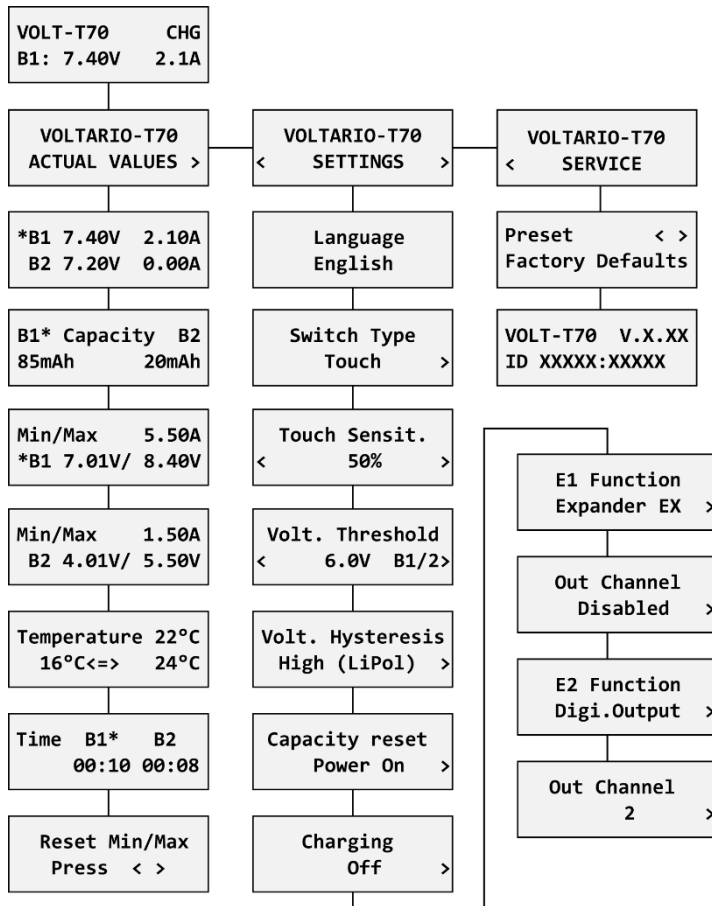 VOLT-T70 CHG
B1: 7.40V 2.1A
VOLTARIO-T70
ACTUAL VALUES >
*B1 7.40V 2.10A
B2 7.20V 0.00A
B1* Capacity B2
85mAh 20mAh
Min/Max 5.50A
*B1 7.01V/ 8.40V
Min/Max 1.50A
B2 4.01V/ 5.50V
Temperature 22°C
16°C<=> 24°C
Time B1* B2
00:10 00:08
Reset Min/Max
Press < >
VOLTARIO-T70
< SETTINGS >
Language
English
Switch Type
Touch >
Touch Sensit.
< 50% >
Volt. Threshold
< 6.0V B1/2>
Volt. Hysteresis
High (LiPol) >
Capacity reset
Power On >
Charging
Off >
VOLTARIO-T70
< SERVICE
Preset < >
Factory Defaults
VOLT-T70 V.X.XX
ID XXXXX:XXXXX
E1 Function
Expander EX >
Out Channel
Disabled >
E2 Function
Digi.Output >
Out Channel
2 >